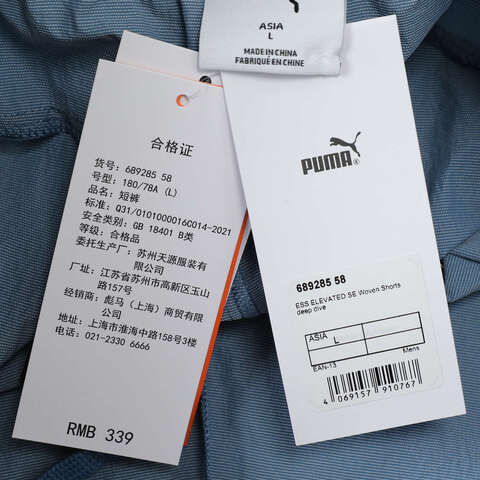 ASIA
L
MADE IN CHINA
FABRIQUÉ EN CHINE
合格证
货号: 689285 58
号型: 180/78A (L)
品名: 短裤
标准: Q31/0101000016C014-2021
安全类别: GB 18401 B类
等级: 合格品
委托生产厂: 苏州天源服装有
限公司
厂址: 江苏省苏州市高新区玉山
路157号
经销商: 彪马（上海）商贸有限
公司
地址: 上海市淮海中路158号3楼
电话: 021-2330 6666
RMB 339
PUMA
689285 58
ESS ELEVATED SE Woven Shorts
deep dive
ASIA
L
EAN-13
Mens
4 069157 910767